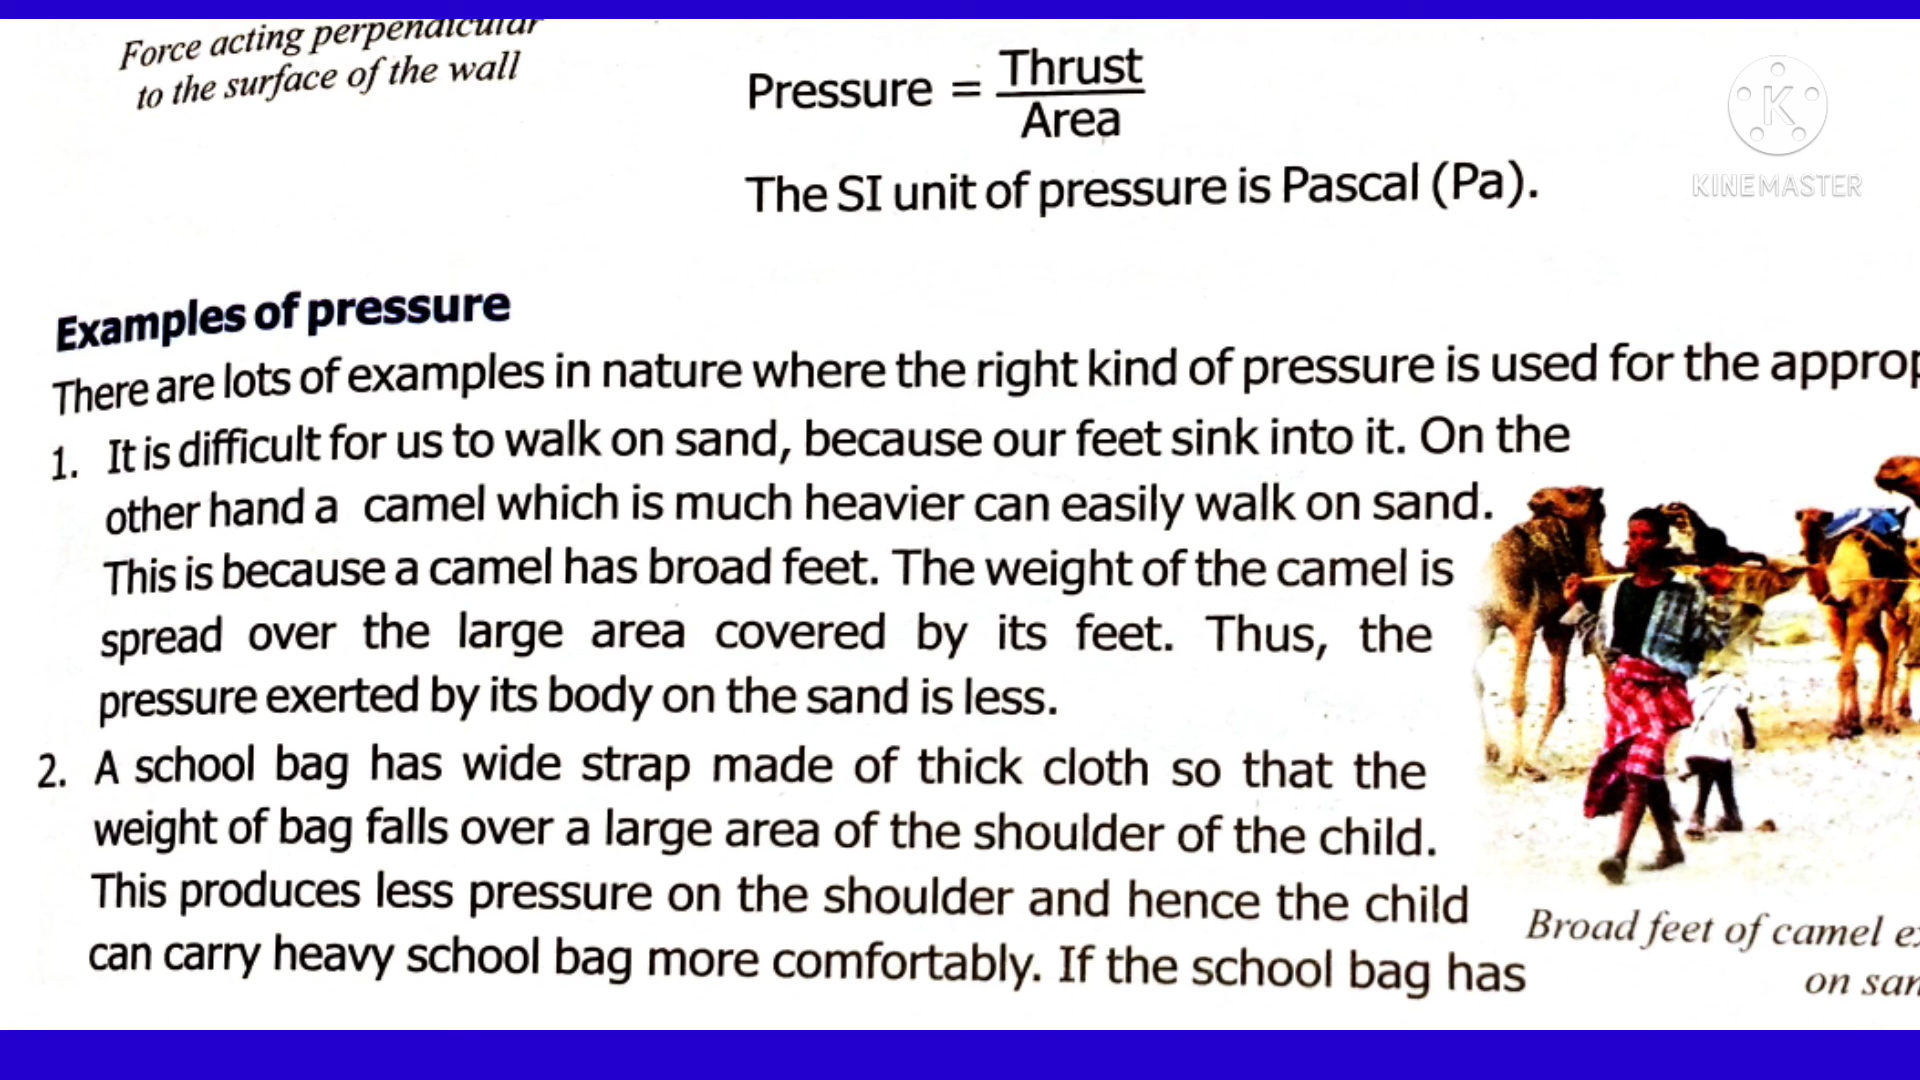 Force acting perpendicular
to the surface of the wall
Pressure = Thrust
Area
The SI unit of pressure is Pascal (Pa).
KINEMASTER
Examples of pressure
There are lots of examples in nature where the right kind of pressure is used for the
1. It is difficult for us to walk on sand, because our feet sink into it. On the
other hand a camel which is much heavier can easily walk on sand.
This is because a camel has broad feet. The weight of the camel is
spread over the large area covered by its feet. Thus, the
pressure exerted by its body on the sand is less.
2. A school bag has wide strap made of thick cloth so that the
weight of bag falls over a large area of the shoulder of the child.
This produces less pressure on the shoulder and hence the child
can carry heavy school bag more comfortably. If the school bag has
Broad feet of camel
on